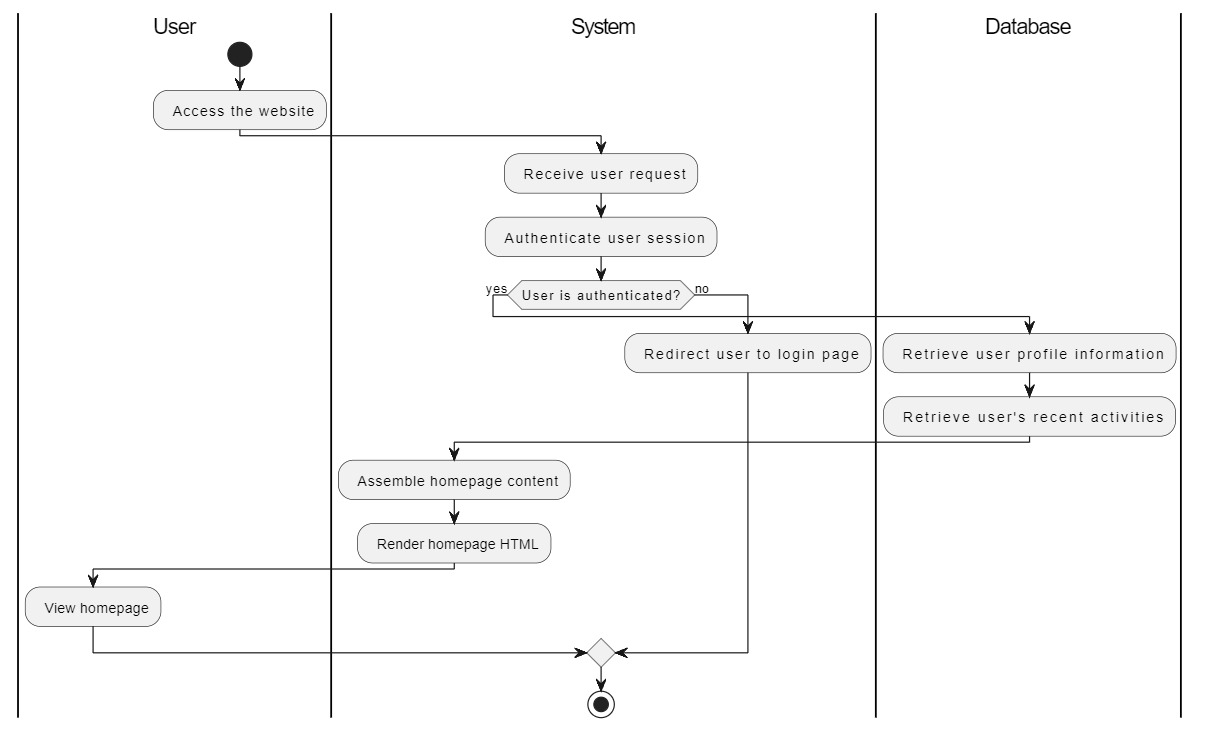 User
System
Database
Access the website
Receive user request
Authenticate user session
yes
User is authenticated?
no
Redirect user to login page
Retrieve user profile information
Retrieve user's recent activities
Assemble homepage content
Render homepage HTML
View homepage